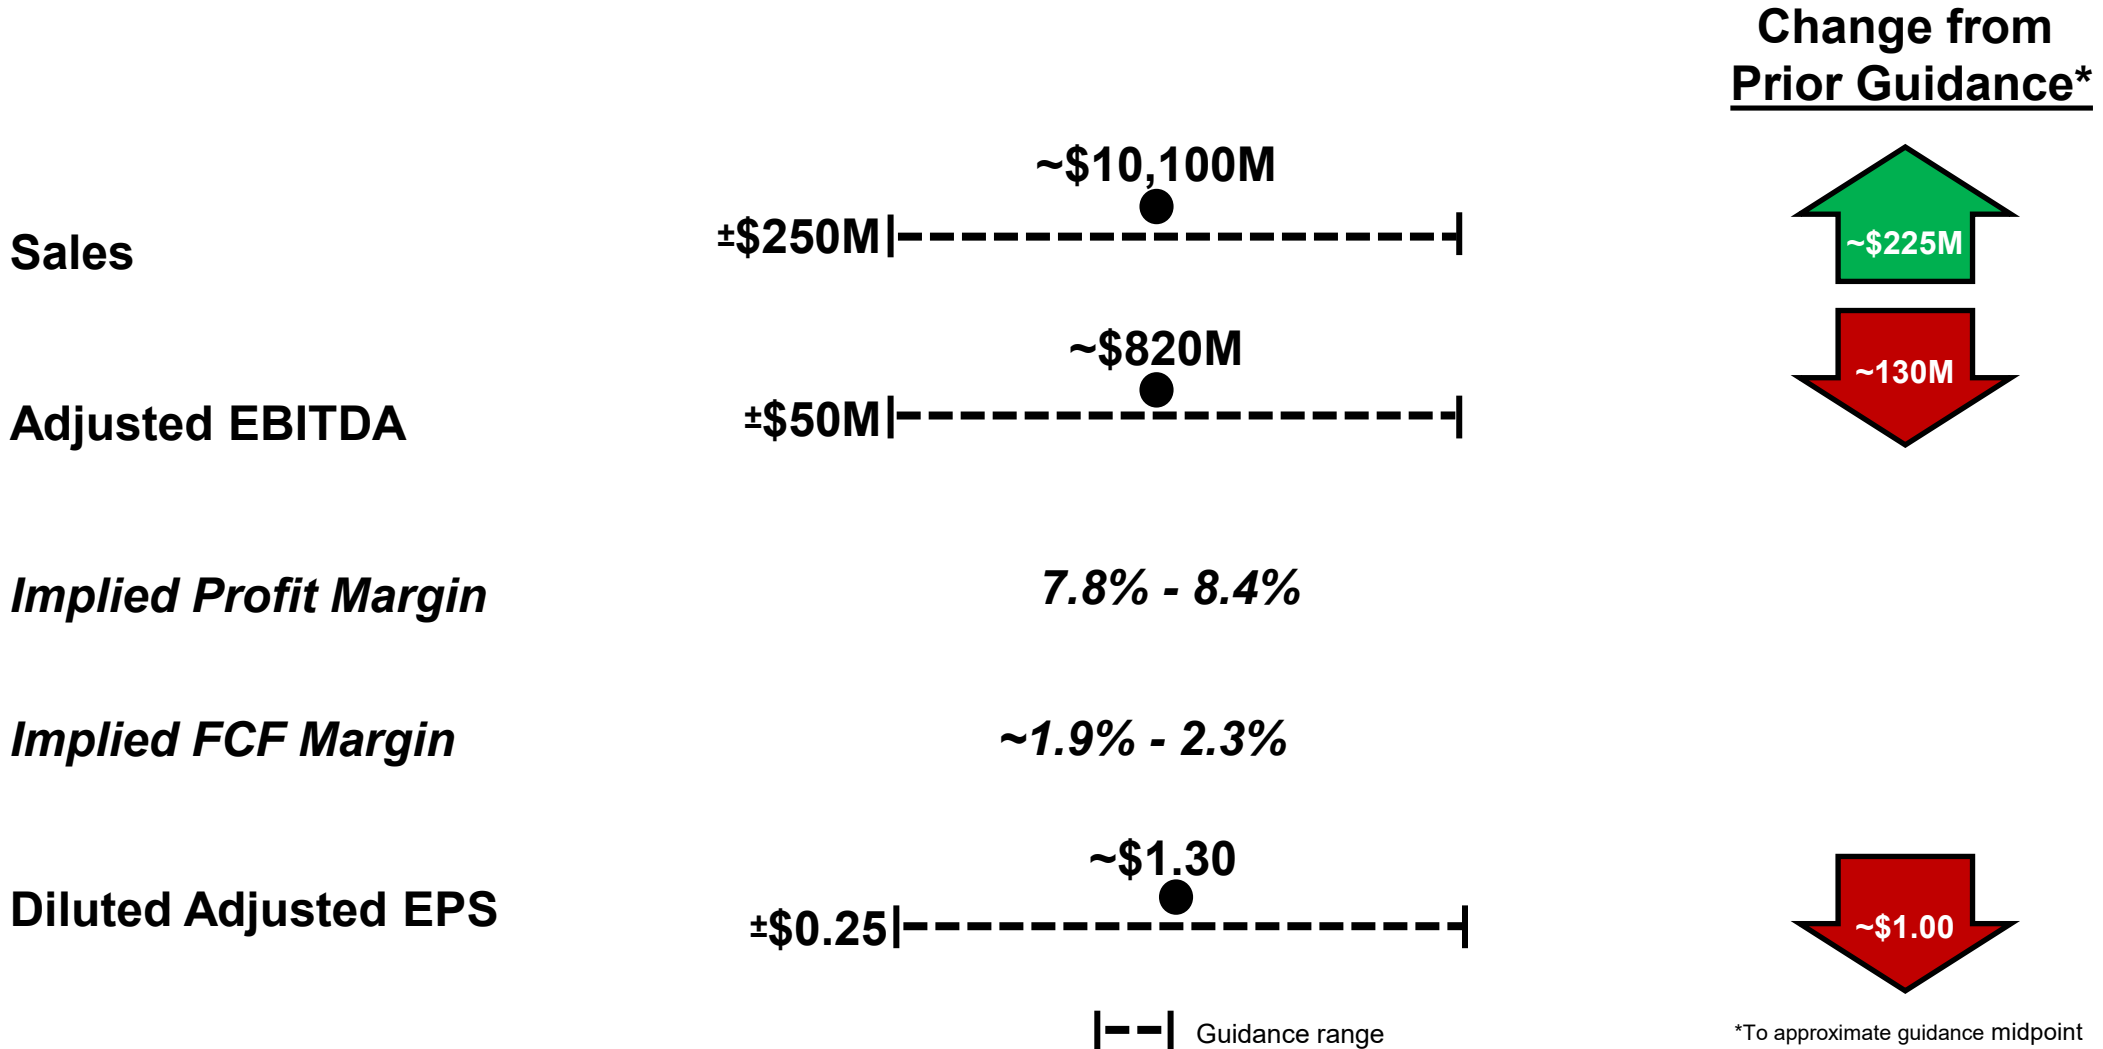 Change from
Prior Guidance*
~$10,100M
Sales
±$250M
~$225M
~$820M
Adjusted EBITDA
±$50M
~130M
Implied Profit Margin
7.8% - 8.4%
Implied FCF Margin
~1.9% - 2.3%
~$1.30
Diluted Adjusted EPS
±$0.25
~$1.00
Guidance range
*To approximate guidance midpoint